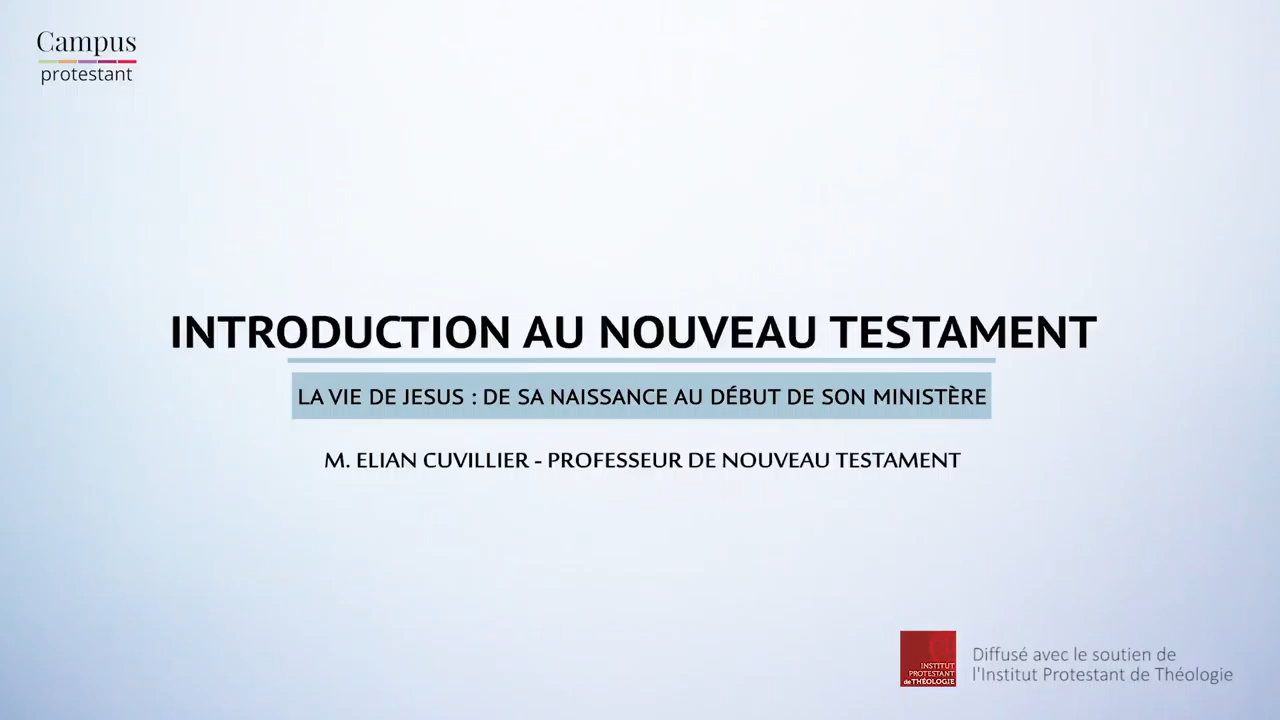 Campus
protestant
INTRODUCTION AU NOUVEAU TESTAMENT
LA VIE DE JESUS : DE SA NAISSANCE AU DÉBUT DE SON MINISTÈRE
M. ELIAN CUVILLIER - PROFESSEUR DE NOUVEAU TESTAMENT
INSTITUT
PROTESTANT
de THÉOLOGIE
Diffusé avec le soutien de
l'Institut Protestant de Théologie